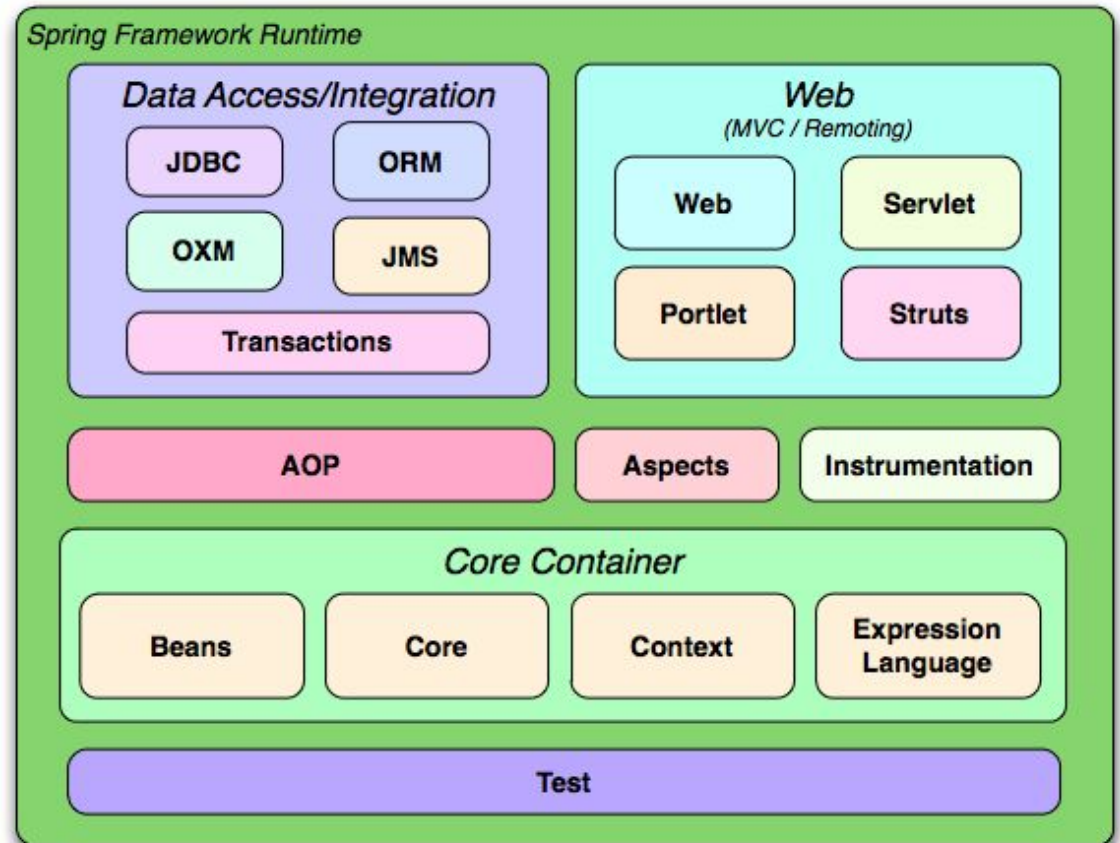 Spring Framework Runtime
Data Access/Integration
JDBC
ORM
OXM
JMS
Transactions
Web
(MVC / Remoting)
Web
Servlet
Portlet
Struts
AOP
Aspects
Instrumentation
Core Container
Beans
Core
Context
Expression
Language
Test